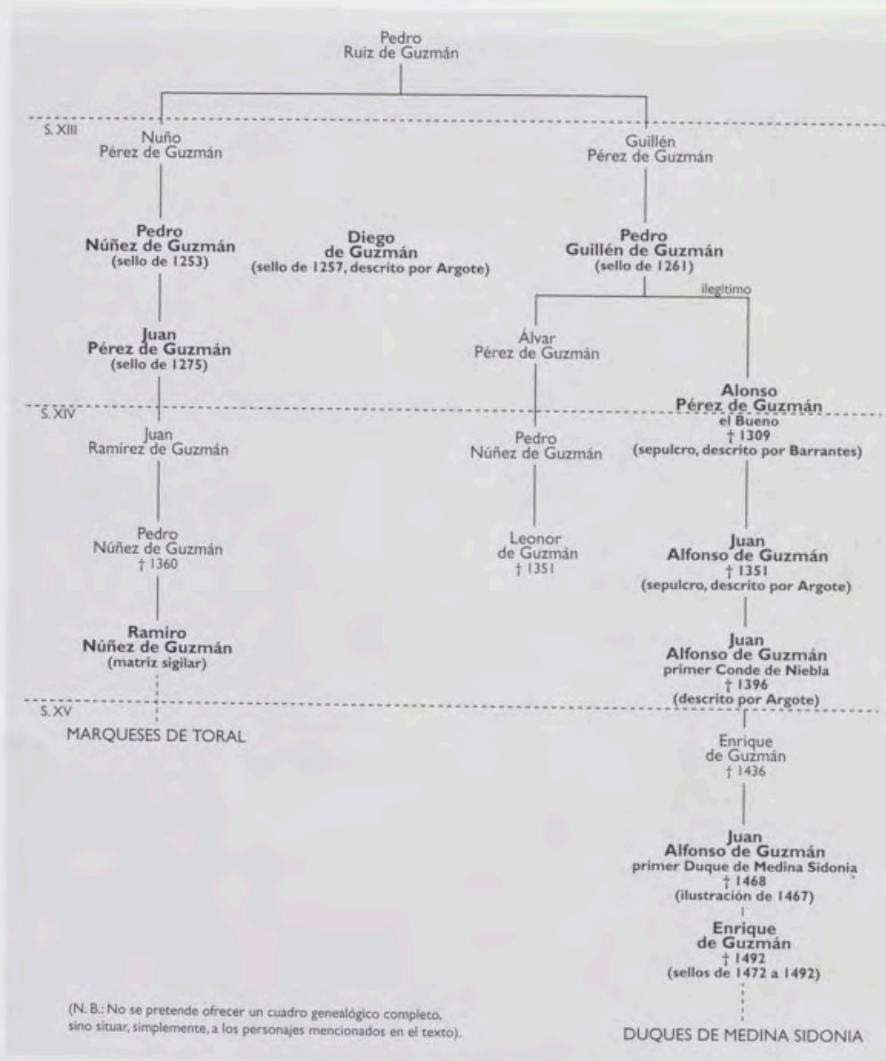 Pedro
Ruiz de Guzmán
S. XIII
Nuño
Pérez de Guzmán
Guillén
Pérez de Guzmán
Pedro
Núñez de Guzmán
(sello de 1253)
Diego
de Guzmán
(sello de 1257, descrito por Argote)
Pedro
Guillén de Guzmán
(sello de 1261)
ilegítimo
Juan
Pérez de Guzmán
(sello de 1275)
Álvar
Pérez de Guzmán
Alonso
Pérez de Guzmán
el Bueno
† 1309
(sepulcro, descrito por Barrantes)
S. XIV
Juan
Ramírez de Guzmán
Pedro
Núñez de Guzmán
Pedro
Núñez de Guzmán
† 1360
Leonor
de Guzmán
† 1351
Juan
Alfonso de Guzmán
† 1351
(sepulcro, descrito por Argote)
Ramiro
Núñez de Guzmán
(matriz sigilar)
Juan
Alfonso de Guzmán
primer Conde de Niebla
† 1396
(descrito por Argote)
S. XV
MARQUESES DE TORAL
Enrique
de Guzmán
† 1436
Juan
Alfonso de Guzmán
primer Duque de Medina Sidonia
† 1468
(ilustración de 1467)
Enrique
de Guzmán
† 1492
(sellos de 1472 a 1492)
(N. B.: No se pretende ofrecer un cuadro genealógico completo,
sino situar, simplemente, a los personajes mencionados en el texto).
DUQUES DE MEDINA SIDONIA